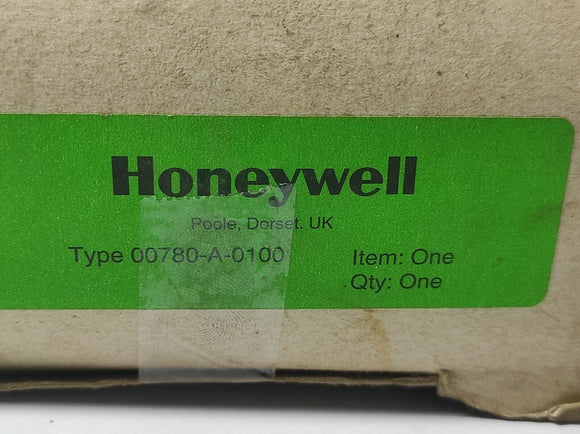 Honeywell
Poole, Dorset. UK
Type 00780-A-0100 Item: One
Qty: One